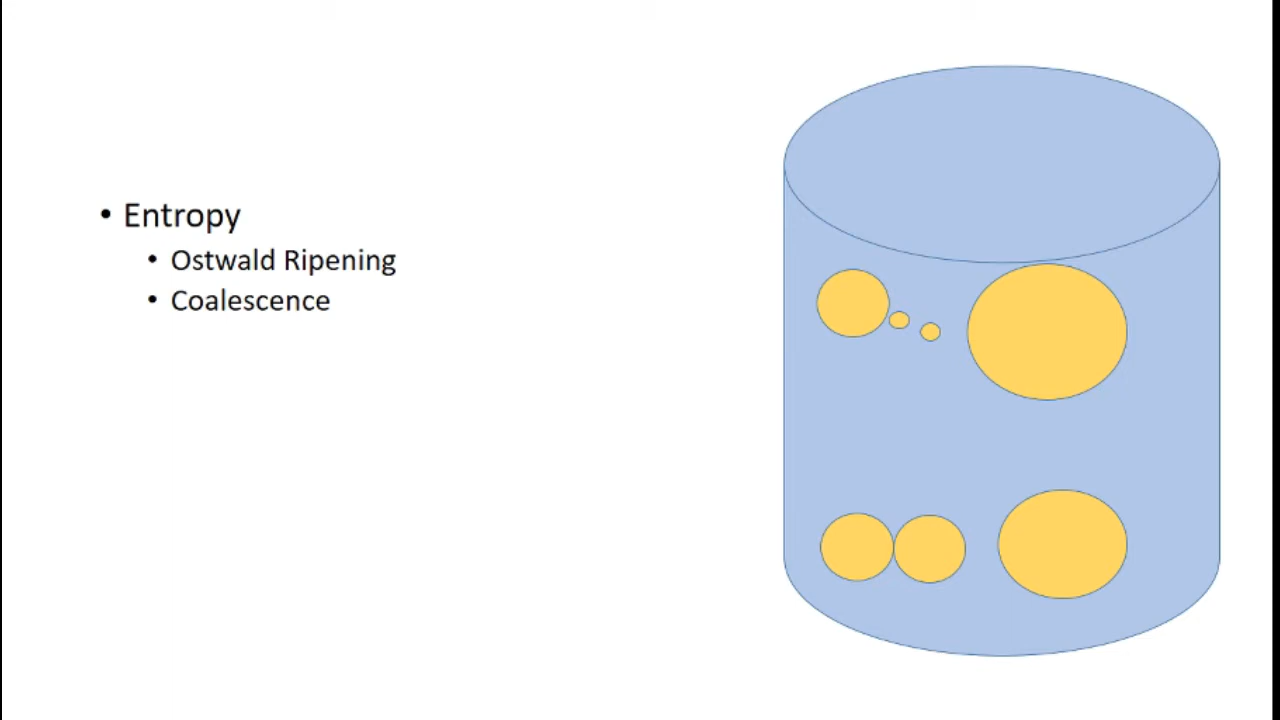 • Entropy
• Ostwald Ripening
• Coalescence